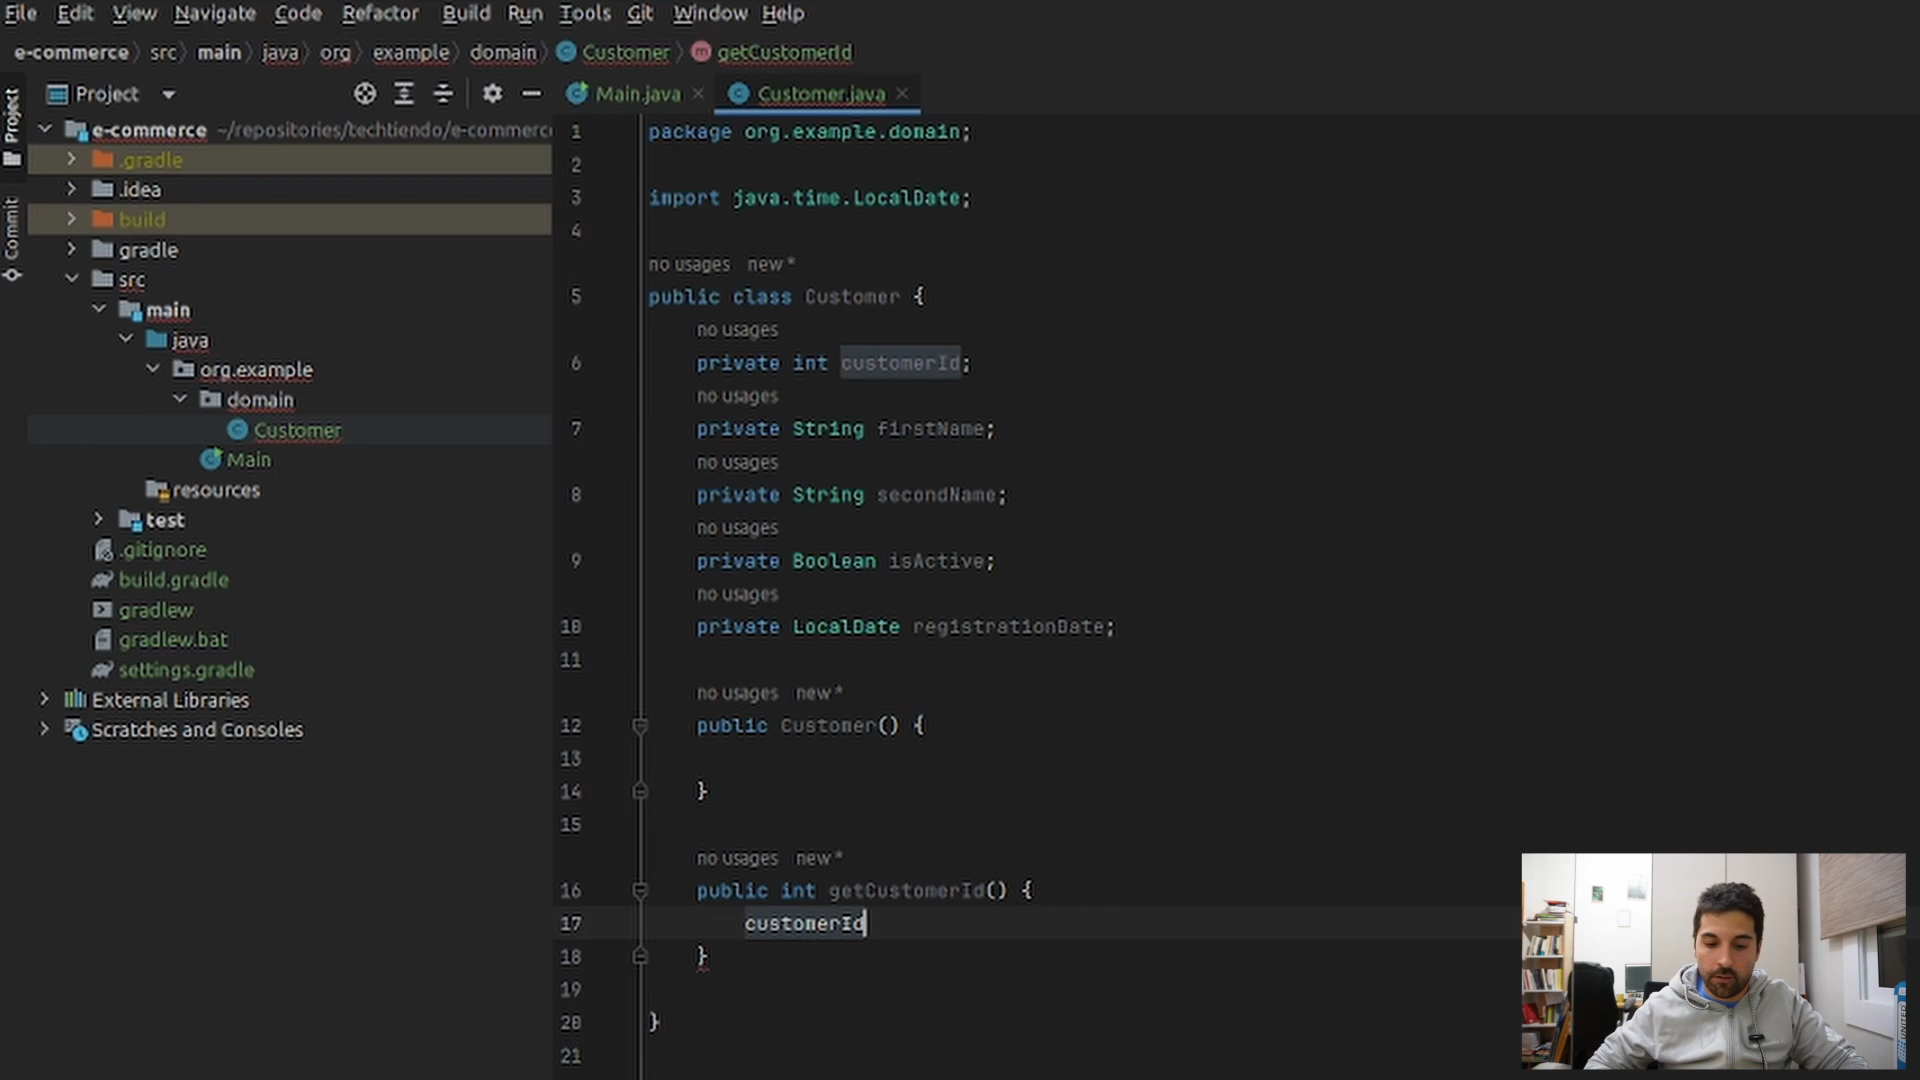 File Edit View Navigate Code Refactor Build Run Tools Git Window Help
e-commerce src main java org example domain Customer getCustomerId
Project
Commit
Project
e-commerce ~/repositories/techtiendo/e-commerce
.gradle
.idea
build
gradle
src
main
java
org.example
domain
Customer
Main
resources
test
.gitignore
build.gradle
gradlew
gradlew.bat
settings.gradle
External Libraries
Scratches and Consoles
Main.java Customer.java
1 package org.example.domain;
2
3 import java.time.LocalDate;
4
no usages new *
5 public class Customer {
no usages
6 private int customerId;
no usages
7 private String firstName;
no usages
8 private String secondName;
no usages
9 private Boolean isActive;
no usages
10 private LocalDate registrationDate;
11
no usages new *
12 public Customer() {
13
14 }
15
no usages new *
16 public int getCustomerId() {
17 customerId
18 }
19
20 }
21